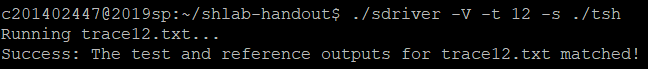 c201402447@2019sp:~/shlab-handout$ ./sdriver -V -t 12 -s ./tsh
Running trace12.txt...
Success: The test and reference outputs for trace12.txt matched!